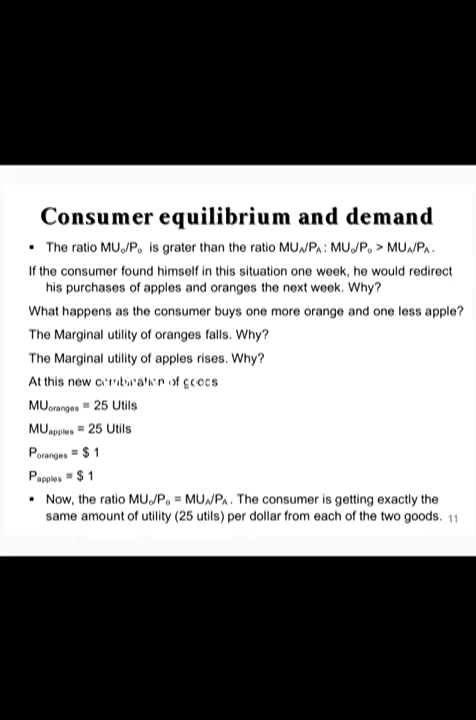 Consumer equilibrium and demand
▪ The ratio MUₒ/Pₒ is grater than the ratio MUA/PA : MUₒ/Pₒ > MUA/PA .
If the consumer found himself in this situation one week, he would redirect
his purchases of apples and oranges the next week. Why?
What happens as the consumer buys one more orange and one less apple?
The Marginal utility of oranges falls. Why?
The Marginal utility of apples rises. Why?
At this new combination of goods
MUoranges = 25 Utils
MUapples = 25 Utils
Poranges = $ 1
Papples = $ 1
▪ Now, the ratio MUₒ/Pₒ = MUA/PA . The consumer is getting exactly the
same amount of utility (25 utils) per dollar from each of the two goods.
11